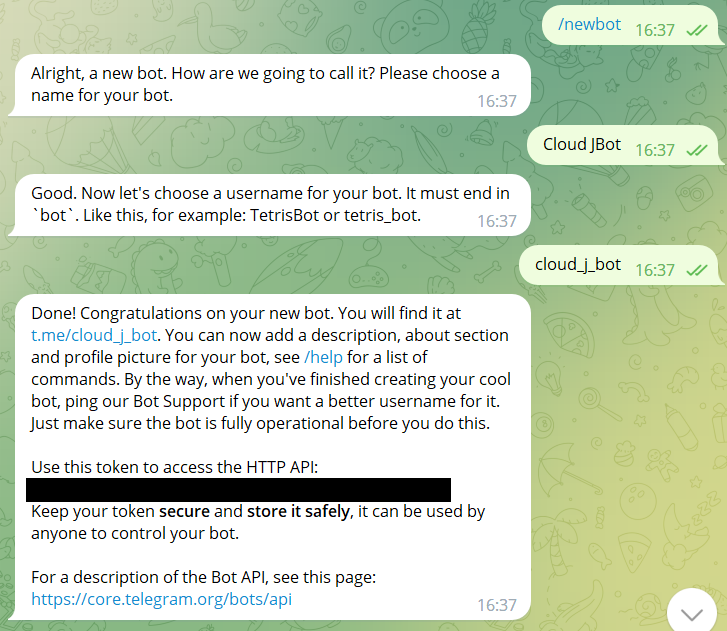 /newbot 16:37
Alright, a new bot. How are we going to call it? Please choose a
name for your bot.
16:37
Cloud JBot 16:37
Good. Now let's choose a username for your bot. It must end in
`bot`. Like this, for example: TetrisBot or tetris_bot.
16:37
cloud_j_bot 16:37
Done! Congratulations on your new bot. You will find it at
t.me/cloud_j_bot. You can now add a description, about section
and profile picture for your bot, see /help for a list of
commands. By the way, when you've finished creating your cool
bot, ping our Bot Support if you want a better username for it.
Just make sure the bot is fully operational before you do this.
Use this token to access the HTTP API:
Keep your token secure and store it safely, it can be used by
anyone to control your bot.
For a description of the Bot API, see this page:
https://core.telegram.org/bots/api
16:37